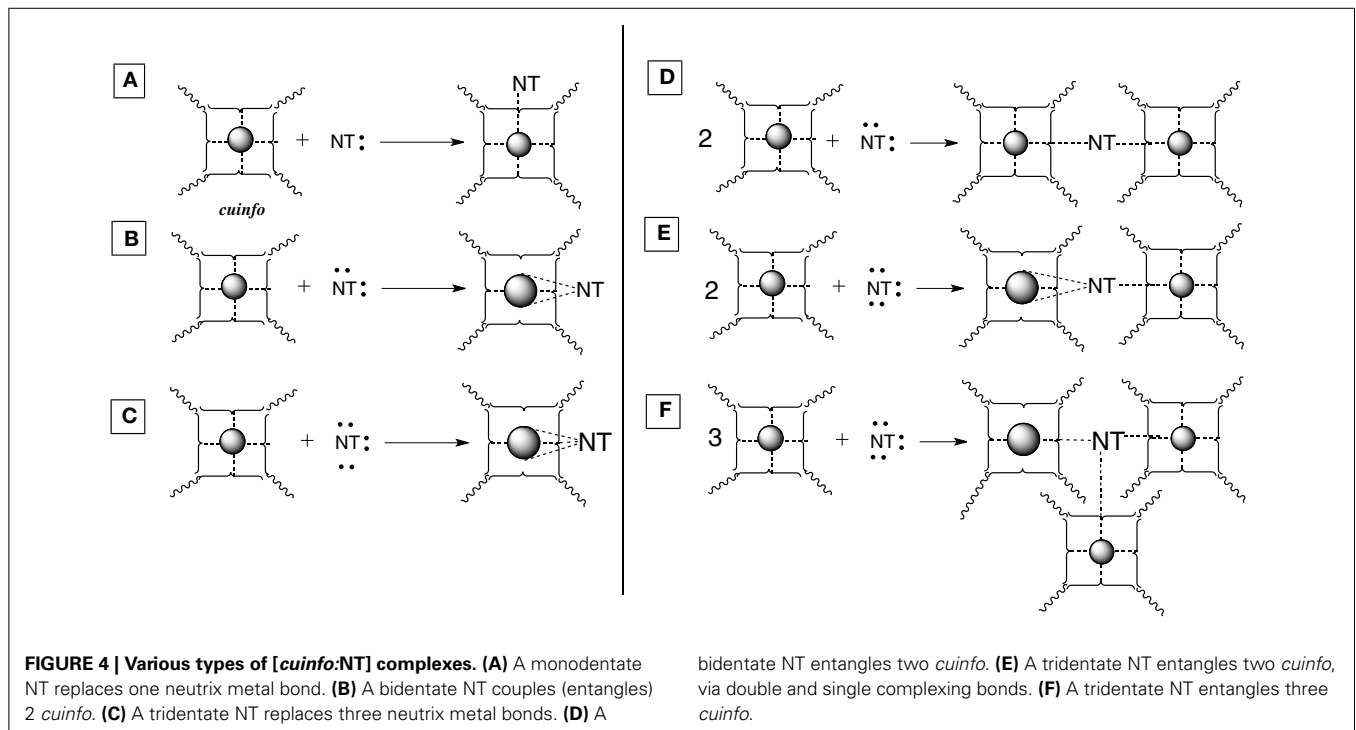 A
NT
+ NT:
cuinfo
B
+ NT:
NT
C
+ NT:
NT
D
2 + NT:
NT
E
2 + NT:
NT
F
3 + NT:
NT
FIGURE 4 | Various types of [cuinfo:NT] complexes. (A) A monodentate
NT replaces one neutrix metal bond. (B) A bidentate NT couples (entangles)
2 cuinfo. (C) A tridentate NT replaces three neutrix metal bonds. (D) A
bidentate NT entangles two cuinfo. (E) A tridentate NT entangles two cuinfo,
via double and single complexing bonds. (F) A tridentate NT entangles three
cuinfo.